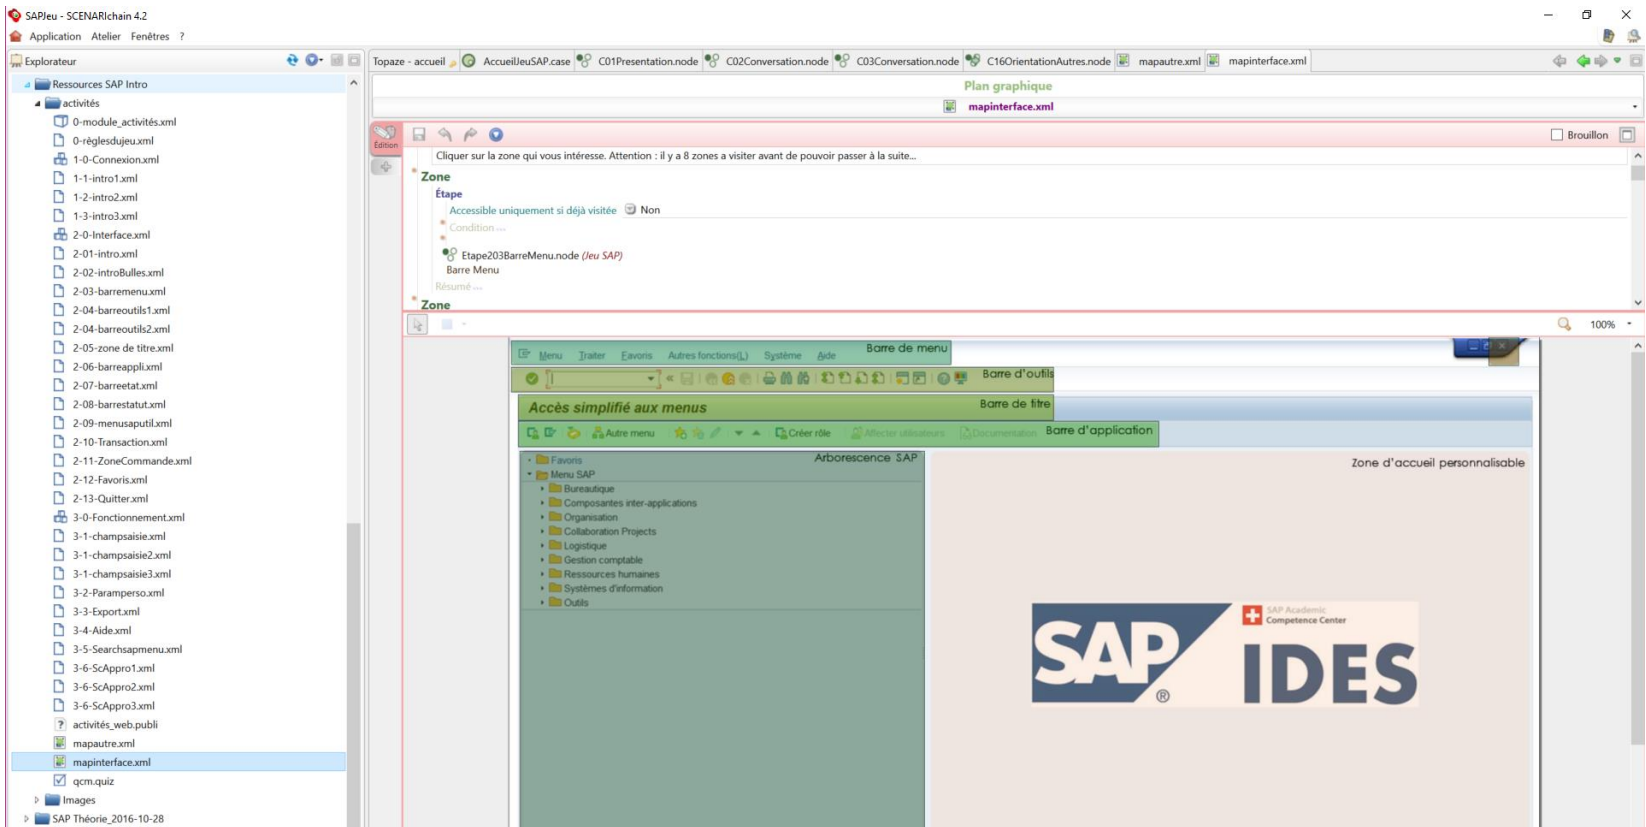 SAPJeu - SCENARIchain 4.2
Application Atelier Fenêtres ?
Explorateur
Ressources SAP Intro
activités
0-module_activités.xml
0-règlesdujeu.xml
1-0-Connexion.xml
1-1-intro1.xml
1-2-intro2.xml
1-3-intro3.xml
2-0-Interface.xml
2-01-intro.xml
2-02-introBulles.xml
2-03-barremenu.xml
2-04-barreoutils1.xml
2-04-barreoutils2.xml
2-05-zone de titre.xml
2-06-barreappli.xml
2-07-barreetat.xml
2-08-barrestatut.xml
2-09-menusaputil.xml
2-10-Transaction.xml
2-11-ZoneCommande.xml
2-12-Favoris.xml
2-13-Quitter.xml
3-0-Fonctionnement.xml
3-1-champsaisie.xml
3-1-champsaisie2.xml
3-1-champsaisie3.xml
3-2-Paramperso.xml
3-3-Export.xml
3-4-Aide.xml
3-5-Searchsapmenu.xml
3-6-ScAppro1.xml
3-6-ScAppro2.xml
3-6-ScAppro3.xml
activités_web.publi
mapautre.xml
mapinterface.xml
qcm.quiz
Images
SAP Théorie_2016-10-28
Topaze - accueil AccueilJeuSAP.case C01Presentation.node C02Conversation.node C03Conversation.node C16OrientationAutres.node mapautre.xml mapinterface.xml
Plan graphique
mapinterface.xml
Édition
Brouillon
Cliquer sur la zone qui vous intéresse. Attention : il y a 8 zones a visiter avant de pouvoir passer à la suite...
* Zone
Étape
Accessible uniquement si déjà visitée Non
* Condition ...
*
Etape203BarreMenu.node (Jeu SAP)
Barre Menu
Résumé ...
* Zone
100%
Menu Traiter Favoris Autres fonctions(L) Système Aide Barre de menu
Barre d'outils
Accès simplifié aux menus Barre de titre
Autre menu Créer rôle Affecter utilisateurs Documentation Barre d'application
Favoris Arborescence SAP
Menu SAP
Bureautique
Composantes inter-applications
Organisation
Collaboration Projects
Logistique
Gestion comptable
Ressources humaines
Systèmes d'information
Outils
Zone d'accueil personnalisable
SAP ®
SAP Academic
Competence Center
IDES